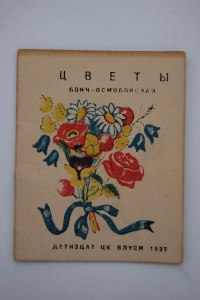 ЦВЕТЫ
БОНЧ-ОСМОЛОВСКАЯ
ДЕТИЗДАТ ЦК ВЛКСМ 1937